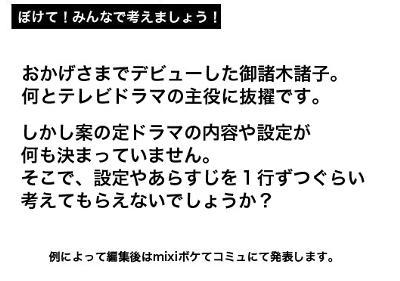 ぼけて！みんなで考えましょう！
おかげさまでデビューした御諸木諸子。
何とテレビドラマの主役に抜擢です。
しかし案の定ドラマの内容や設定が
何も決まっていません。
そこで、設定やあらすじを１行ずつぐらい
考えてもらえないでしょうか？
例によって編集後はmixiボケてコミュにて発表します。